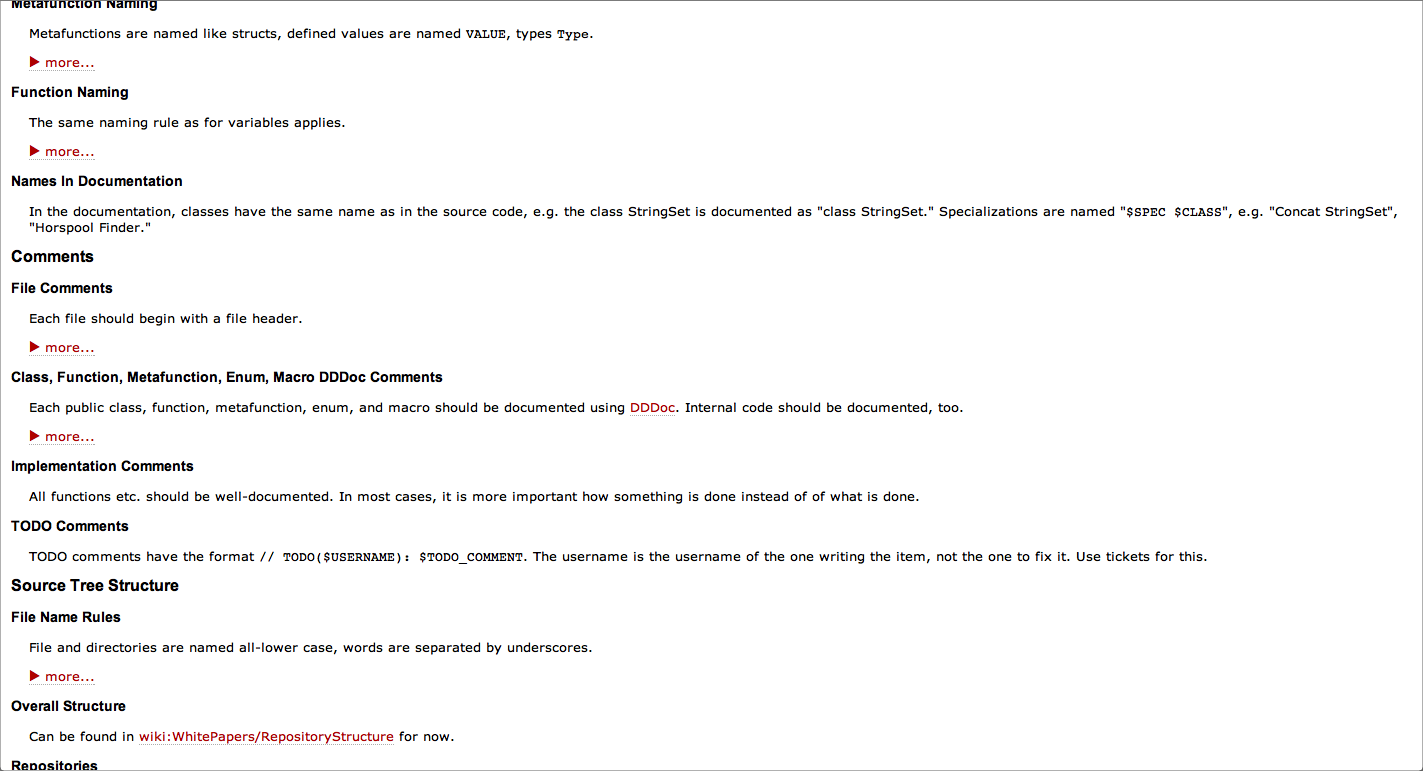 Metafunction Naming
Metafunctions are named like structs, defined values are named VALUE, types Type.
▶ more...
Function Naming
The same naming rule as for variables applies.
▶ more...
Names In Documentation
In the documentation, classes have the same name as in the source code, e.g. the class StringSet is documented as "class StringSet." Specializations are named "$SPEC $CLASS", e.g. "Concat StringSet",
"Horspool Finder."
Comments
File Comments
Each file should begin with a file header.
▶ more...
Class, Function, Metafunction, Enum, Macro DDDoc Comments
Each public class, function, metafunction, enum, and macro should be documented using DDDoc. Internal code should be documented, too.
▶ more...
Implementation Comments
All functions etc. should be well-documented. In most cases, it is more important how something is done instead of of what is done.
TODO Comments
TODO comments have the format // TODO($USERNAME): $TODO_COMMENT. The username is the username of the one writing the item, not the one to fix it. Use tickets for this.
Source Tree Structure
File Name Rules
File and directories are named all-lower case, words are separated by underscores.
▶ more...
Overall Structure
Can be found in wiki:WhitePapers/RepositoryStructure for now.
Repositories